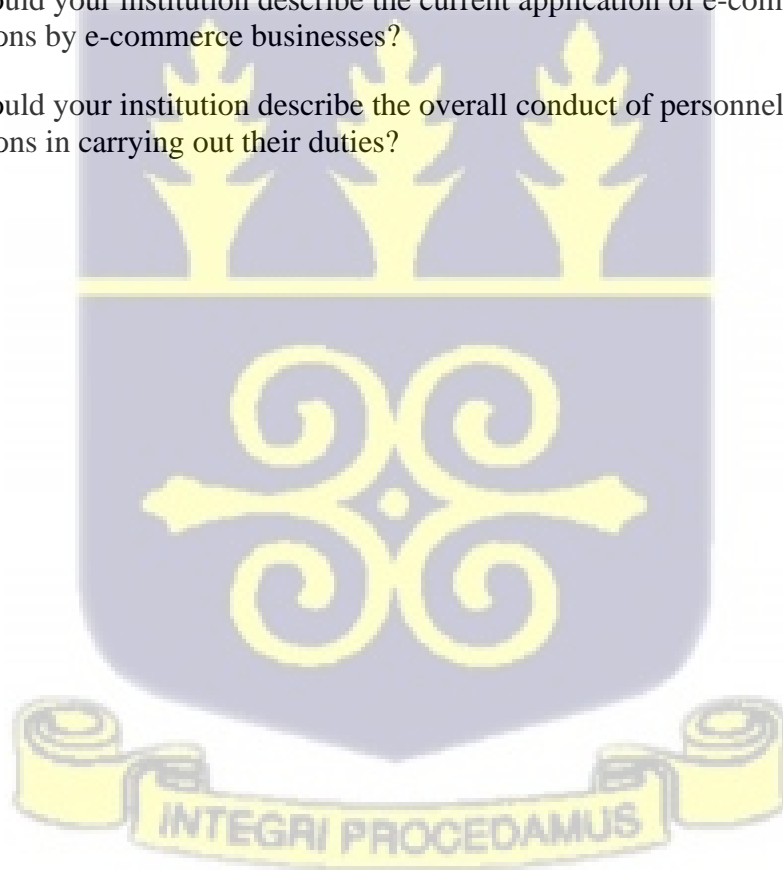 ould your institution describe the current application of e-com
ons by e-commerce businesses?
ould your institution describe the overall conduct of personnel
ons in carrying out their duties?
INTEGRI PROCEDAMUS